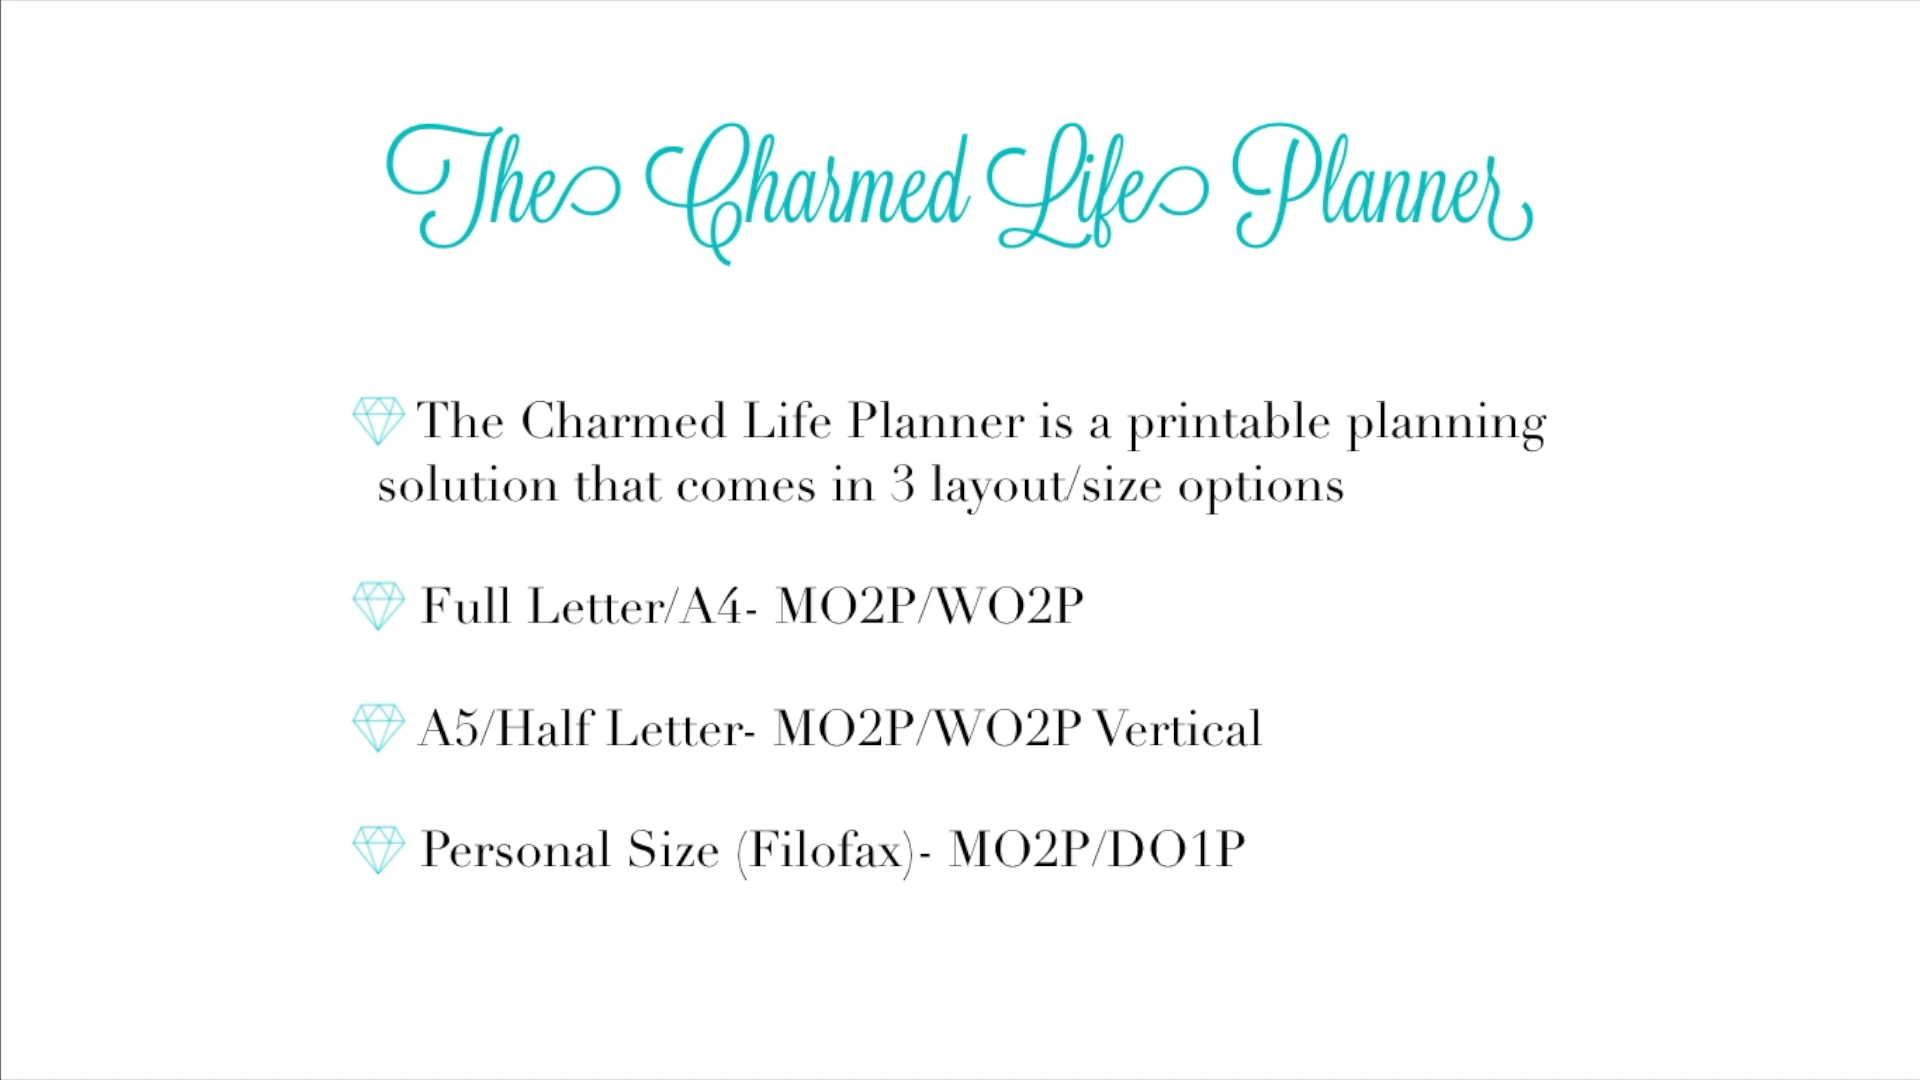 The Charmed Life Planner
The Charmed Life Planner is a printable planning
solution that comes in 3 layout/size options
Full Letter/A4- MO2P/WO2P
A5/Half Letter- MO2P/WO2P Vertical
Personal Size (Filofax)- MO2P/DO1P